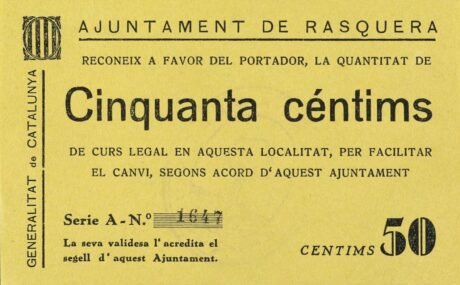 AJUNTAMENT DE RASQUERA
RECONEIX A FAVOR DEL PORTADOR, LA QUANTITAT DE
Cinquanta céntims
DE CURS LEGAL EN AQUESTA LOCALITAT, PER FACILITAR
EL CANVI, SEGONS ACORD D'AQUEST AJUNTAMENT
Serie A - N.º 1647
La seva validesa l'acredita el
segell d'aquest Ajuntament.
CENTIMS 50
GENERALITAT de CATALUNYA